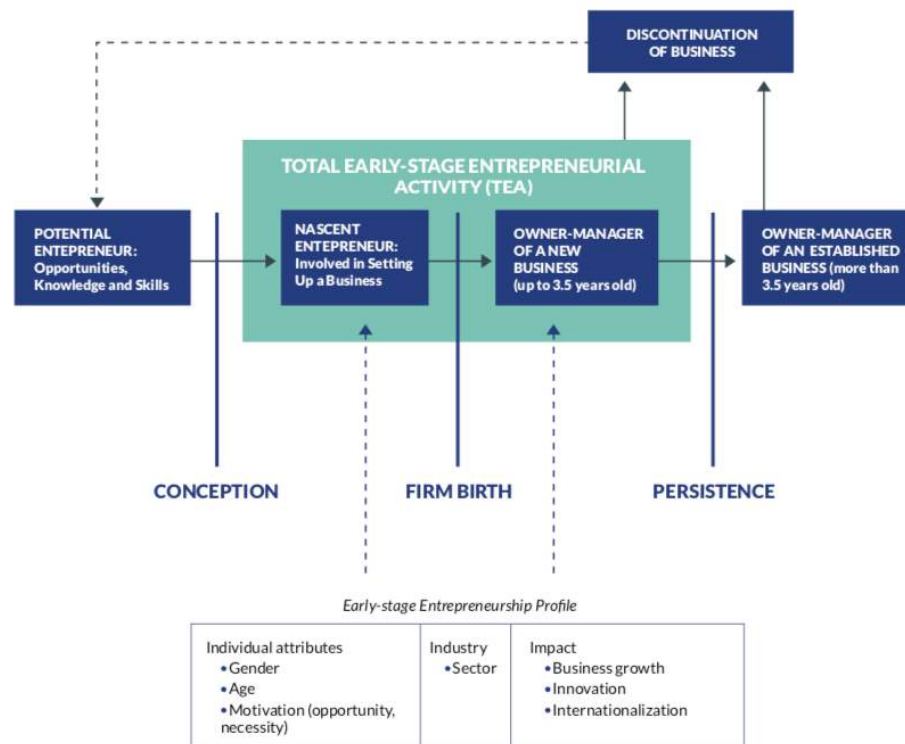 DISCONTINUATION
OF BUSINESS
TOTAL EARLY-STAGE ENTREPRENEURIAL
ACTIVITY (TEA)
POTENTIAL
ENTEPRENEUR:
Opportunities,
Knowledge and Skills
NASCENT
ENTEPRENEUR:
Involved in Setting
Up a Business
OWNER-MANAGER
OF A NEW
BUSINESS
(up to 3.5 years old)
OWNER-MANAGER
OF AN ESTABLISHED
BUSINESS (more than
3.5 years old)
CONCEPTION
FIRM BIRTH
PERSISTENCE
Early-stage Entrepreneurship Profile
Individual attributes
•Gender
•Age
•Motivation (opportunity,
necessity)
Industry
•Sector
Impact
•Business growth
•Innovation
•Internationalization